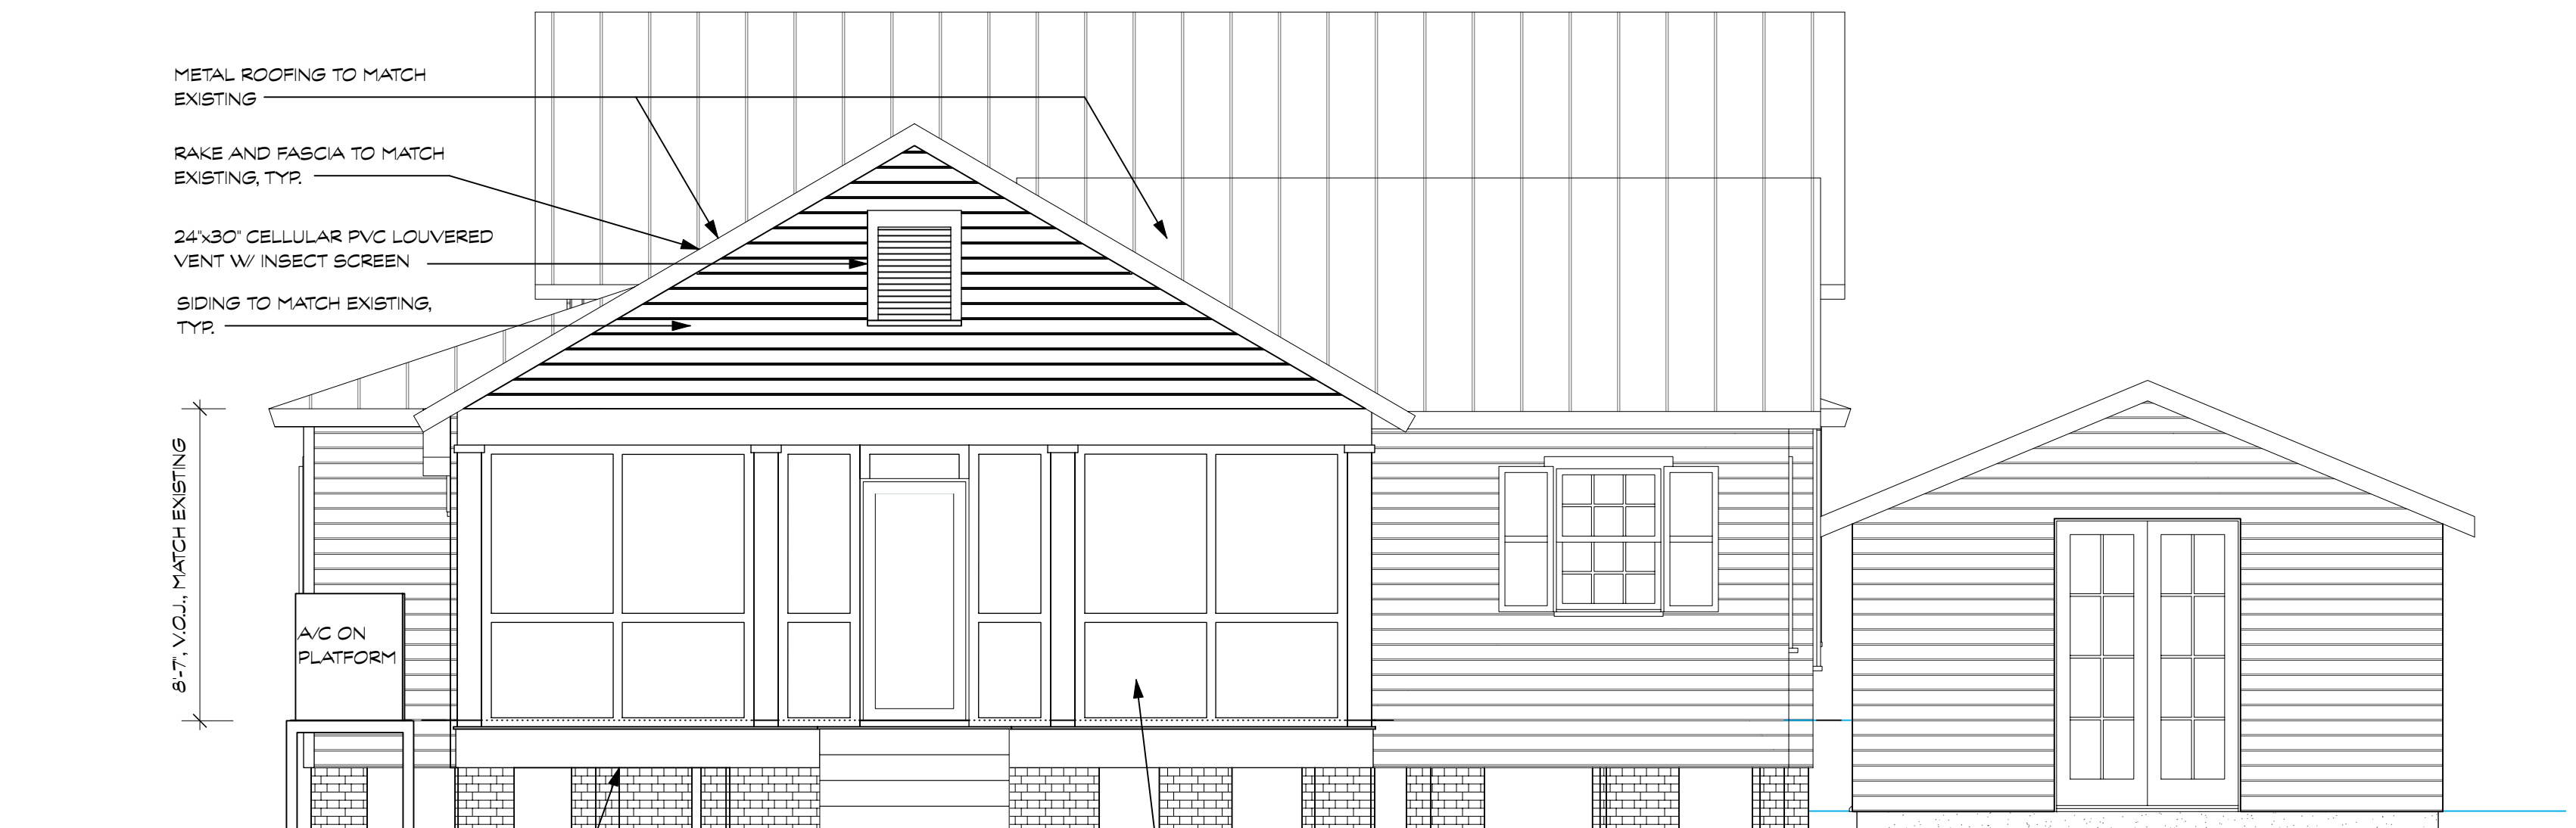 METAL ROOFING TO MATCH
EXISTING
RAKE AND FASCIA TO MATCH
EXISTING, TYP.
24"x30" CELLULAR PVC LOUVERED
VENT W/ INSECT SCREEN
SIDING TO MATCH EXISTING,
TYP.
8'-7", V.O.J., MATCH EXISTING
A/C ON
PLATFORM